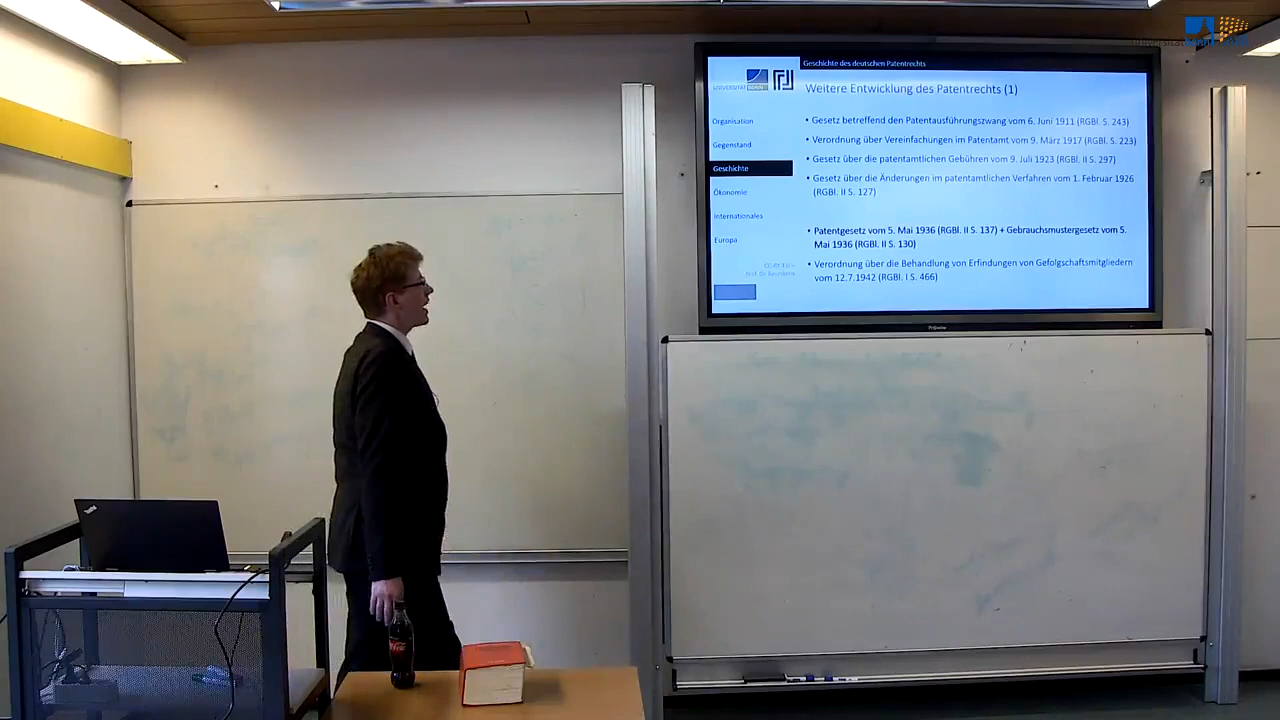 Geschichte des deutschen Patentrechts
UNIVERSITÄT BONN
Weitere Entwicklung des Patentrechts (1)
Organisation
Gegenstand
Geschichte
Ökonomie
Internationales
Europa
• Gesetz betreffend den Patentausführungszwang vom 6. Juni 1911 (RGBl. S. 243)
• Verordnung über Vereinfachungen im Patentamt vom 9. März 1917 (RGBl. S. 223)
• Gesetz über die patentamtlichen Gebühren vom 9. Juli 1923 (RGBl. II S. 297)
• Gesetz über die Änderungen im patentamtlichen Verfahren vom 1. Februar 1926
(RGBl. II S. 127)
• Patentgesetz vom 5. Mai 1936 (RGBl. II S. 137) + Gebrauchsmustergesetz vom 5.
Mai 1936 (RGBl. II S. 130)
• Verordnung über die Behandlung von Erfindungen von Gefolgschaftsmitgliedern
vom 12.7.1942 (RGBl. I S. 466)